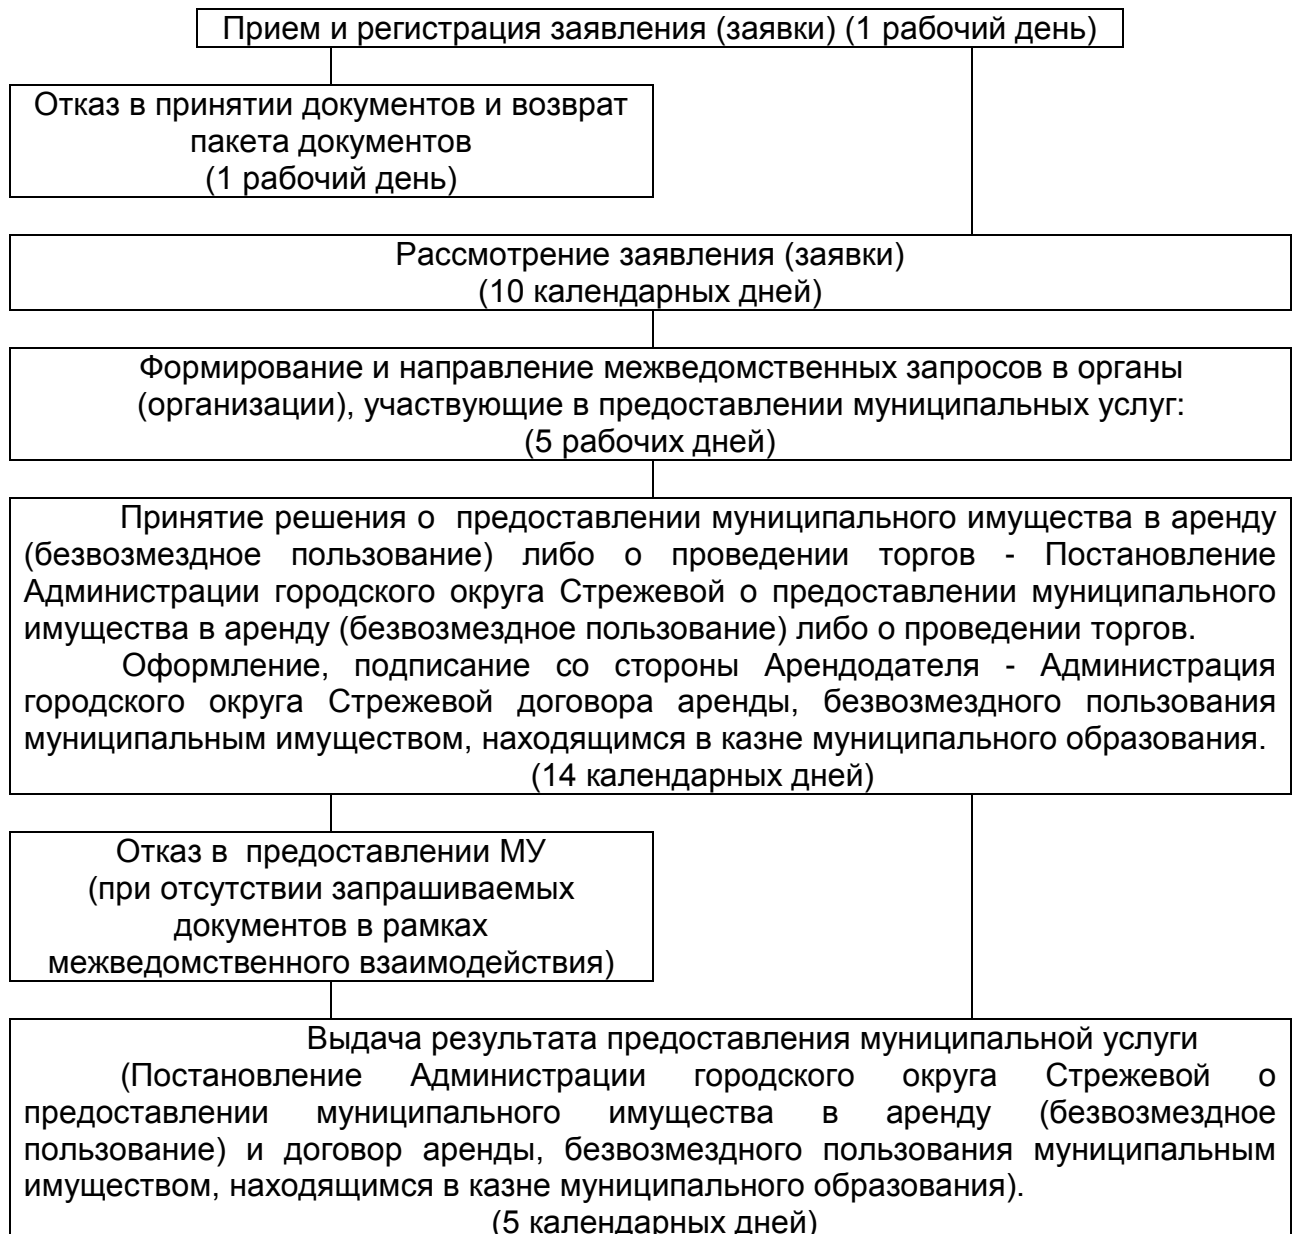 Прием и регистрация заявления (заявки) (1 рабочий день)
Отказ в принятии документов и возврат
пакета документов
(1 рабочий день)
Рассмотрение заявления (заявки)
(10 календарных дней)
Формирование и направление межведомственных запросов в органы
(организации), участвующие в предоставлении муниципальных услуг:
(5 рабочих дней)
Принятие решения о предоставлении муниципального имущества в аренду
(безвозмездное пользование) либо о проведении торгов - Постановление
Администрации городского округа Стрежевой о предоставлении муниципального
имущества в аренду (безвозмездное пользование) либо о проведении торгов.
Оформление, подписание со стороны Арендодателя - Администрация
городского округа Стрежевой договора аренды, безвозмездного пользования
муниципальным имуществом, находящимся в казне муниципального образования.
(14 календарных дней)
Отказ в предоставлении МУ
(при отсутствии запрашиваемых
документов в рамках
межведомственного взаимодействия)
Выдача результата предоставления муниципальной услуги
(Постановление Администрации городского округа Стрежевой о
предоставлении муниципального имущества в аренду (безвозмездное
пользование) и договор аренды, безвозмездного пользования муниципальным
имуществом, находящимся в казне муниципального образования).
(5 календарных дней)